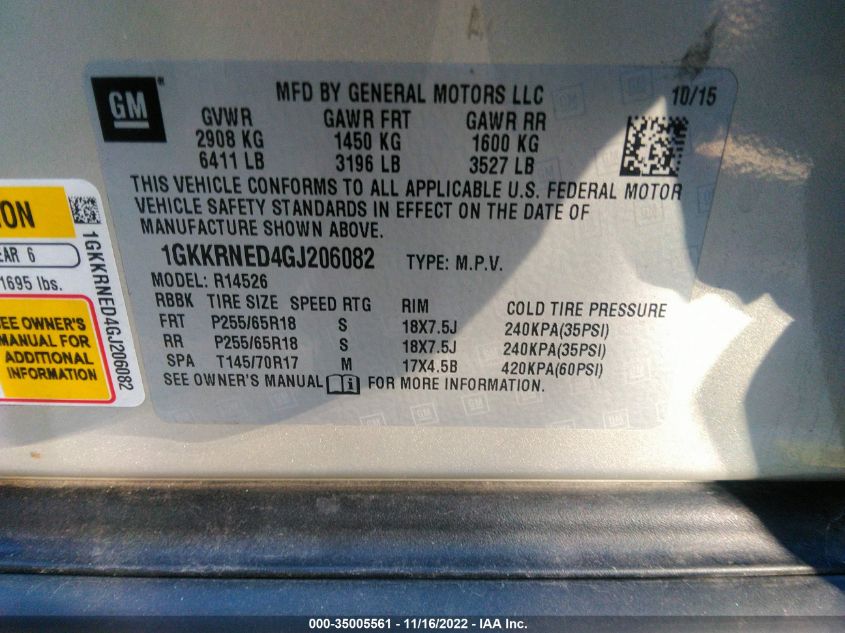 GM
MFD BY GENERAL MOTORS LLC
10/15
GVWR GAWR FRT GAWR RR
2908 KG 1450 KG 1600 KG
6411 LB 3196 LB 3527 LB
THIS VEHICLE CONFORMS TO ALL APPLICABLE U.S. FEDERAL MOTOR
VEHICLE SAFETY STANDARDS IN EFFECT ON THE DATE OF
MANUFACTURE SHOWN ABOVE.
1GKKRNED4GJ206082 TYPE: M.P.V.
MODEL: R14526
RBBK TIRE SIZE SPEED RTG RIM COLD TIRE PRESSURE
FRT P255/65R18 S 18X7.5J 240KPA(35PSI)
RR P255/65R18 S 18X7.5J 240KPA(35PSI)
SPA T145/70R17 M 17X4.5B 420KPA(60PSI)
SEE OWNER'S MANUAL FOR MORE INFORMATION.
ION
EAR 6
1695 lbs.
SEE OWNER'S
MANUAL FOR
ADDITIONAL
INFORMATION
1GKKRNED4GJ206082
000-35005561 - 11/16/2022 - IAA Inc.